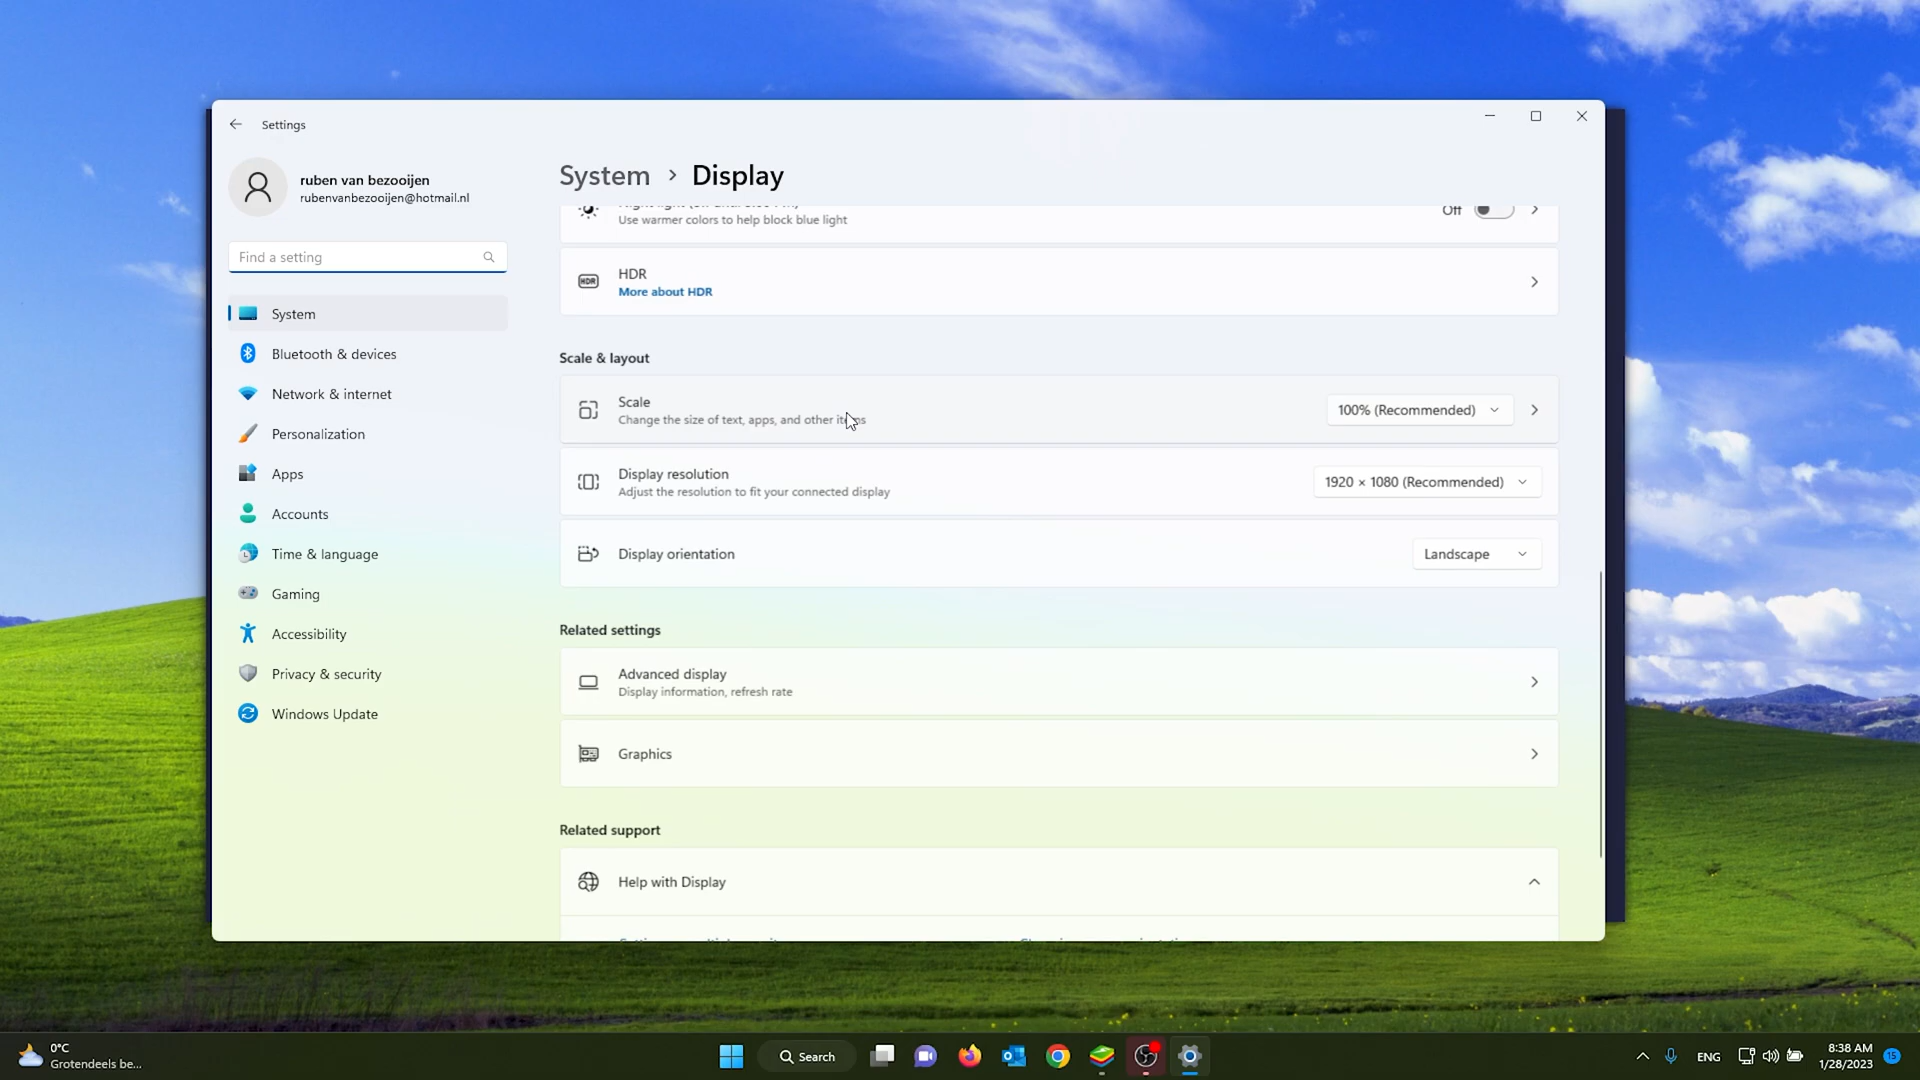 Settings
ruben van bezooijen
rubenvanbezooijen@hotmail.nl
Find a setting
System
Bluetooth & devices
Network & internet
Personalization
Apps
Accounts
Time & language
Gaming
Accessibility
Privacy & security
Windows Update
System > Display
Use warmer colors to help block blue light
Off
HDR
HDR
More about HDR
Scale & layout
Scale
Change the size of text, apps, and other items
100% (Recommended)
Display resolution
Adjust the resolution to fit your connected display
1920 × 1080 (Recommended)
Display orientation
Landscape
Related settings
Advanced display
Display information, refresh rate
Graphics
Related support
Help with Display
0°C
Grotendeels be...
Search
ENG
8:38 AM
1/28/2023
15